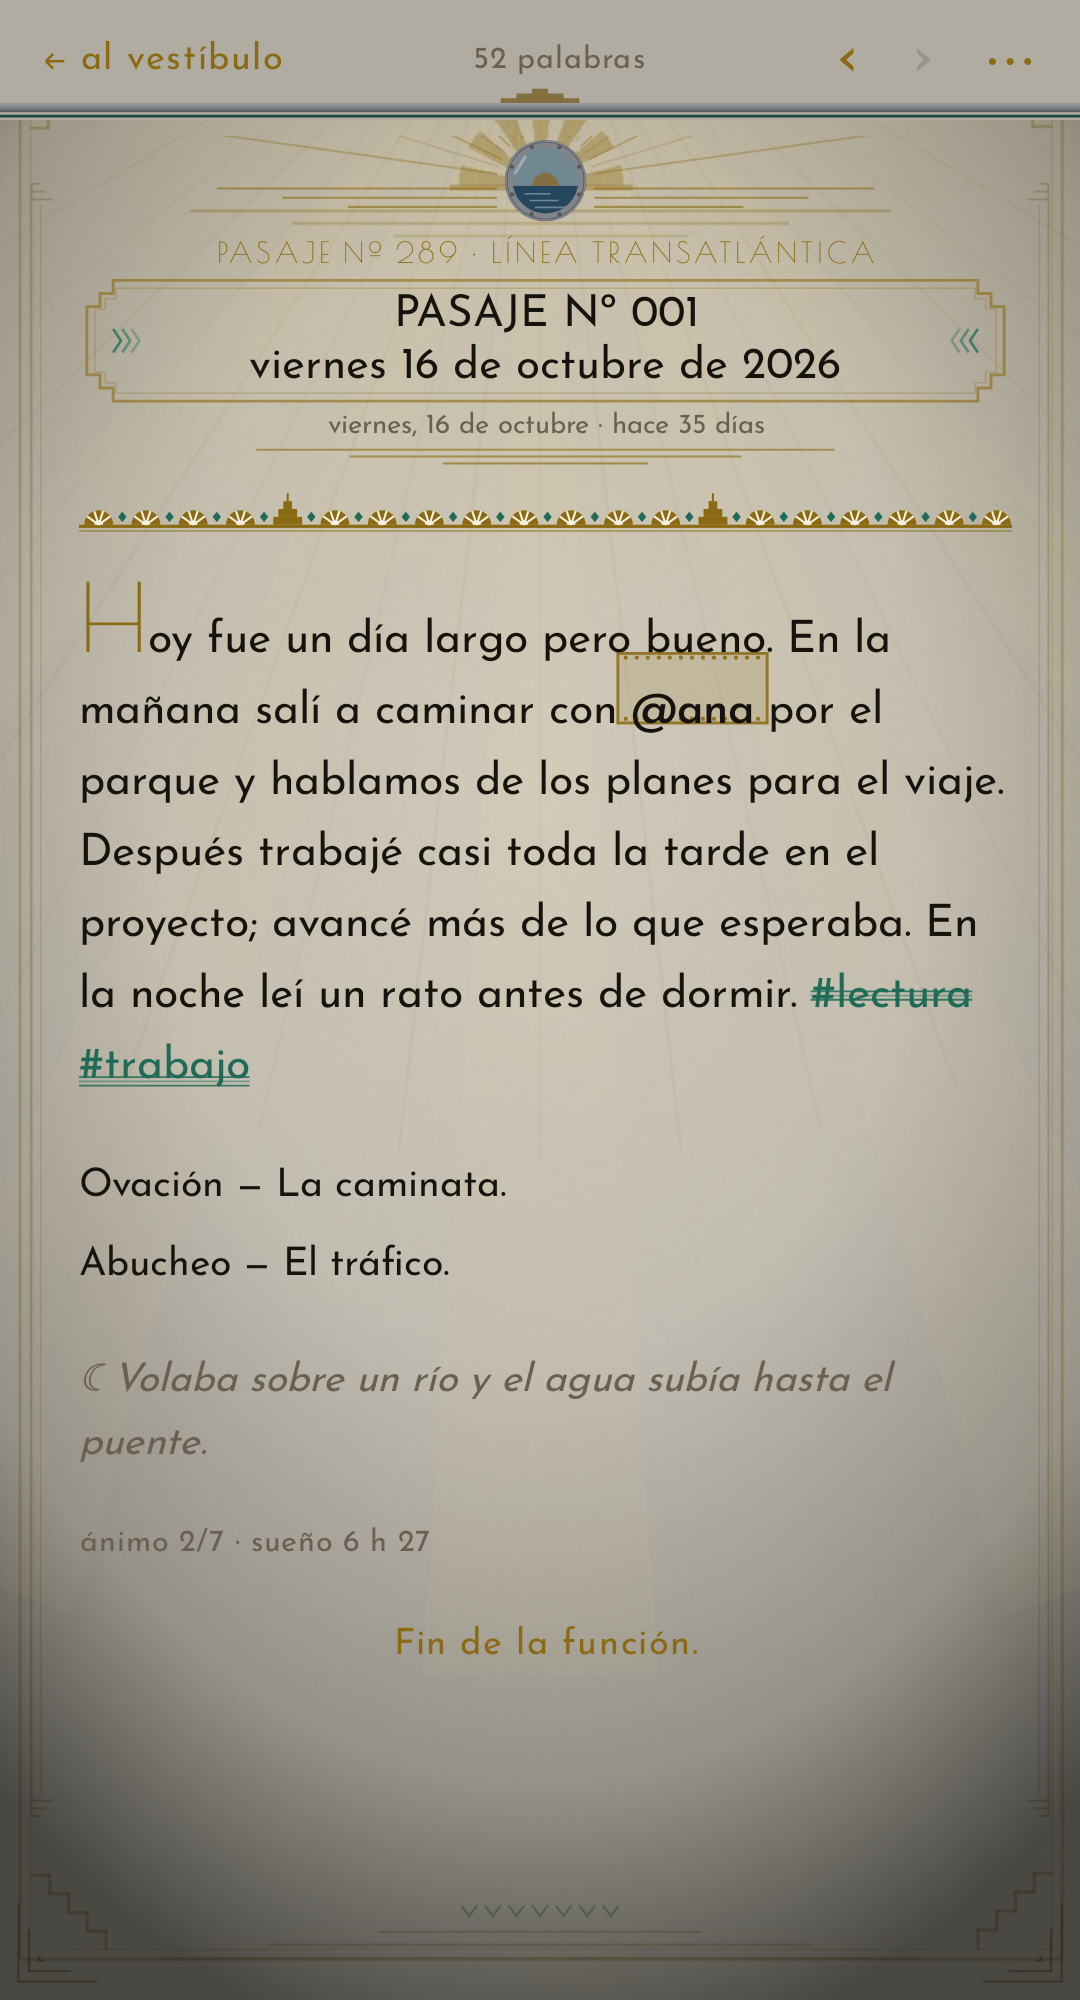 ← al vestíbulo
52 palabras
PASAJE Nº 289 · LÍNEA TRANSATLÁNTICA
PASAJE Nº 001
viernes 16 de octubre de 2026
viernes, 16 de octubre · hace 35 días
Hoy fue un día largo pero bueno. En la
mañana salí a caminar con @ana por el
parque y hablamos de los planes para el viaje.
Después trabajé casi toda la tarde en el
proyecto; avancé más de lo que esperaba. En
la noche leí un rato antes de dormir. #lectura
#trabajo
Ovación — La caminata.
Abucheo — El tráfico.
☾ Volaba sobre un río y el agua subía hasta el
puente.
ánimo 2/7 · sueño 6 h 27
Fin de la función.